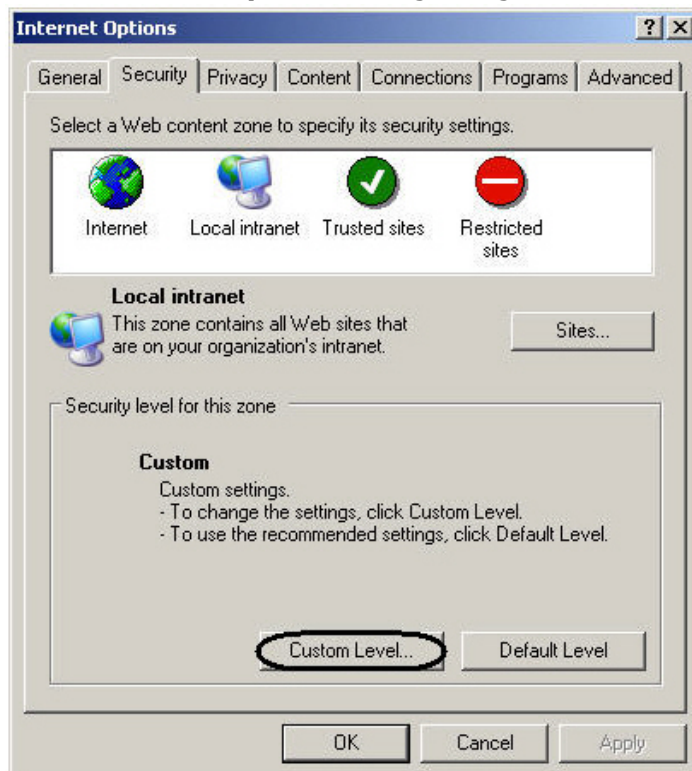 Internet Options
General Security Privacy Content Connections Programs Advanced
Select a Web content zone to specify its security settings.
Internet Local intranet Trusted sites Restricted sites
Local intranet
This zone contains all Web sites that
are on your organization's intranet.
Sites...
Security level for this zone
Custom
Custom settings.
- To change the settings, click Custom Level.
- To use the recommended settings, click Default Level.
Custom Level... Default Level
OK Cancel Apply